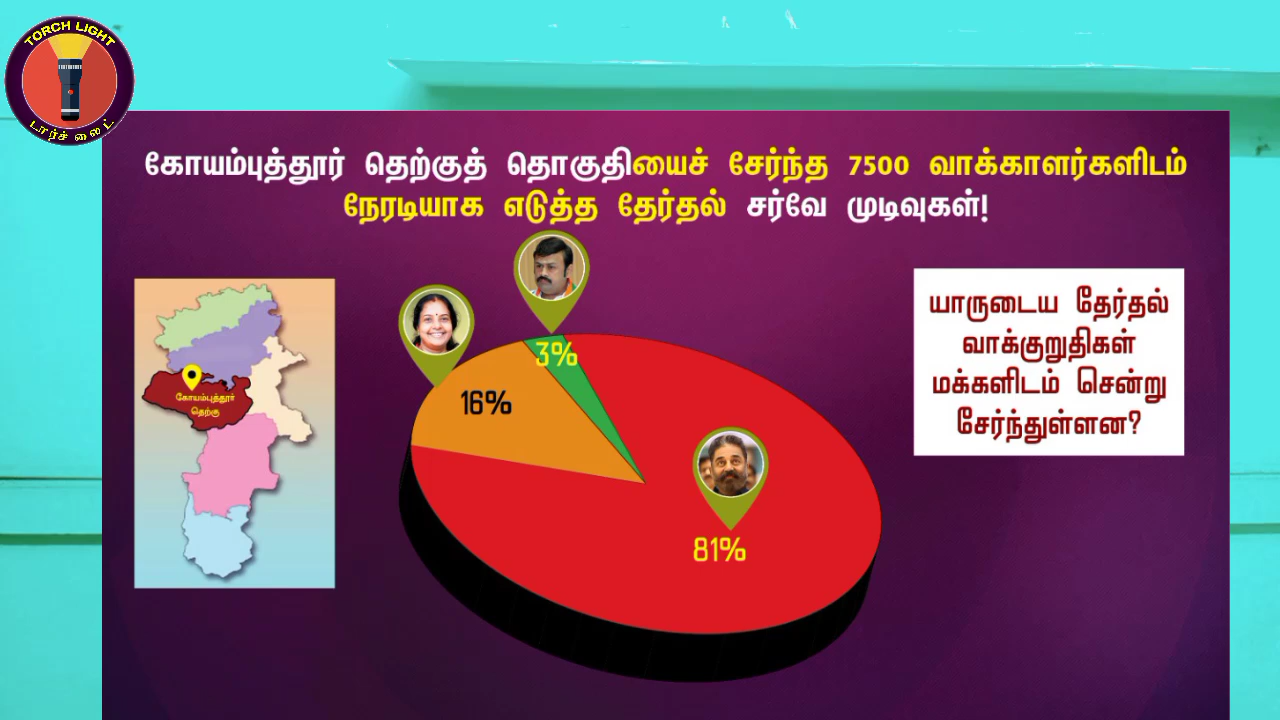 TORCH LIGHT
டார்ச் லைட்
கோயம்புத்தூர் தெற்குத் தொகுதியைச் சேர்ந்த 7500 வாக்காளர்களிடம்
நேரடியாக எடுத்த தேர்தல் சர்வே முடிவுகள்!
கோயம்புத்தூர்
தெற்கு
16%
3%
81%
யாருடைய தேர்தல்
வாக்குறுதிகள்
மக்களிடம் சென்று
சேர்ந்துள்ளன?